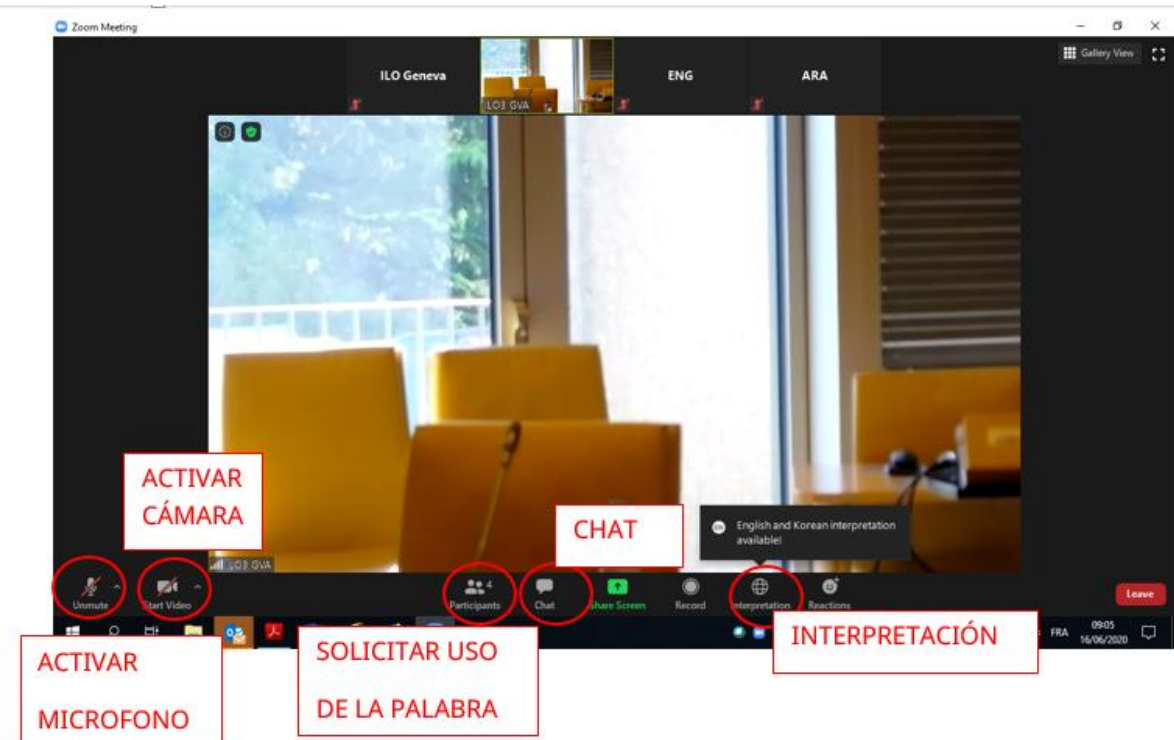 Zoom Meeting
Gallery View
ILO Geneva
ENG
ARA
ILO3 GVA
ACTIVAR
CÁMARA
CHAT
English and Korean interpretation
available!
ILO3 GVA
Unmute
Start Video
4
Participants
Chat
Share Screen
Record
Interpretation
Reactions
Leave
FRA
09:05
16/06/2020
ACTIVAR
MICROFONO
SOLICITAR USO
DE LA PALABRA
INTERPRETACIÓN